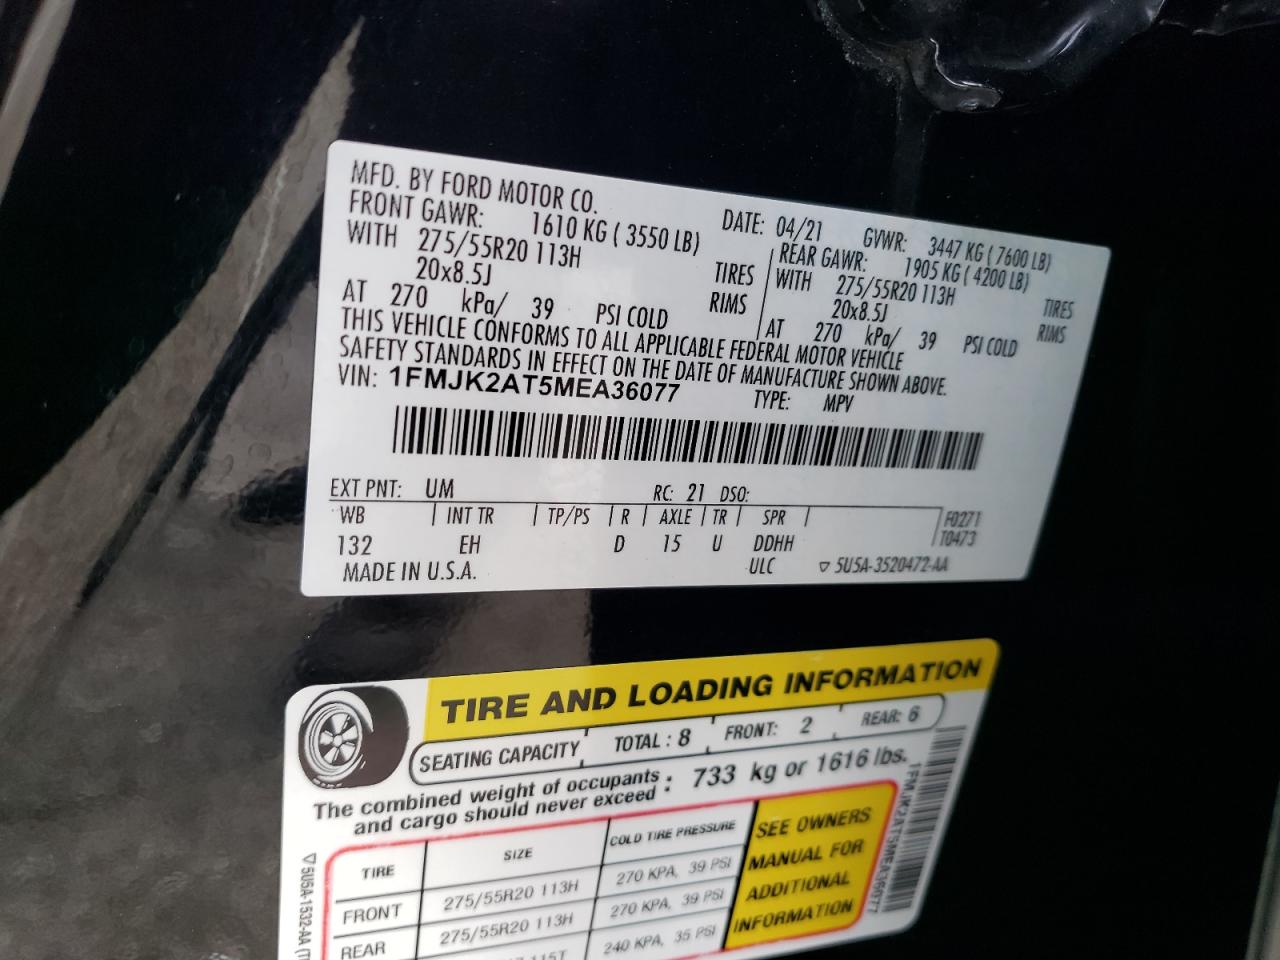 MFD. BY FORD MOTOR CO.
DATE: 04/21 GVWR: 3447 KG ( 7600 LB)
FRONT GAWR: 1610 KG ( 3550 LB) REAR GAWR: 1905 KG ( 4200 LB)
WITH 275/55R20 113H TIRES WITH 275/55R20 113H TIRES
20x8.5J RIMS 20x8.5J RIMS
AT 270 kPa/ 39 PSI COLD AT 270 kPa/ 39 PSI COLD
THIS VEHICLE CONFORMS TO ALL APPLICABLE FEDERAL MOTOR VEHICLE
SAFETY STANDARDS IN EFFECT ON THE DATE OF MANUFACTURE SHOWN ABOVE.
VIN: 1FMJK2AT5MEA36077 TYPE: MPV
EXT PNT: UM RC: 21 DSO:
WB INT TR TP/PS R AXLE TR SPR F0271
132 EH D 15 U DDHH T0473
MADE IN U.S.A. ULC ▽ 5U5A-3520472-AA
TIRE AND LOADING INFORMATION
SEATING CAPACITY TOTAL : 8 FRONT: 2 REAR: 6
The combined weight of occupants
and cargo should never exceed : 733 kg or 1616 lbs.
TIRE SIZE COLD TIRE PRESSURE
FRONT 275/55R20 113H 270 KPA, 39 PSI
REAR 275/55R20 113H 270 KPA, 39 PSI
115T 240 KPA, 35 PSI
SEE OWNERS
MANUAL FOR
ADDITIONAL
INFORMATION
1FMJK2AT5MEA36077
▽5U5A-1532-AA